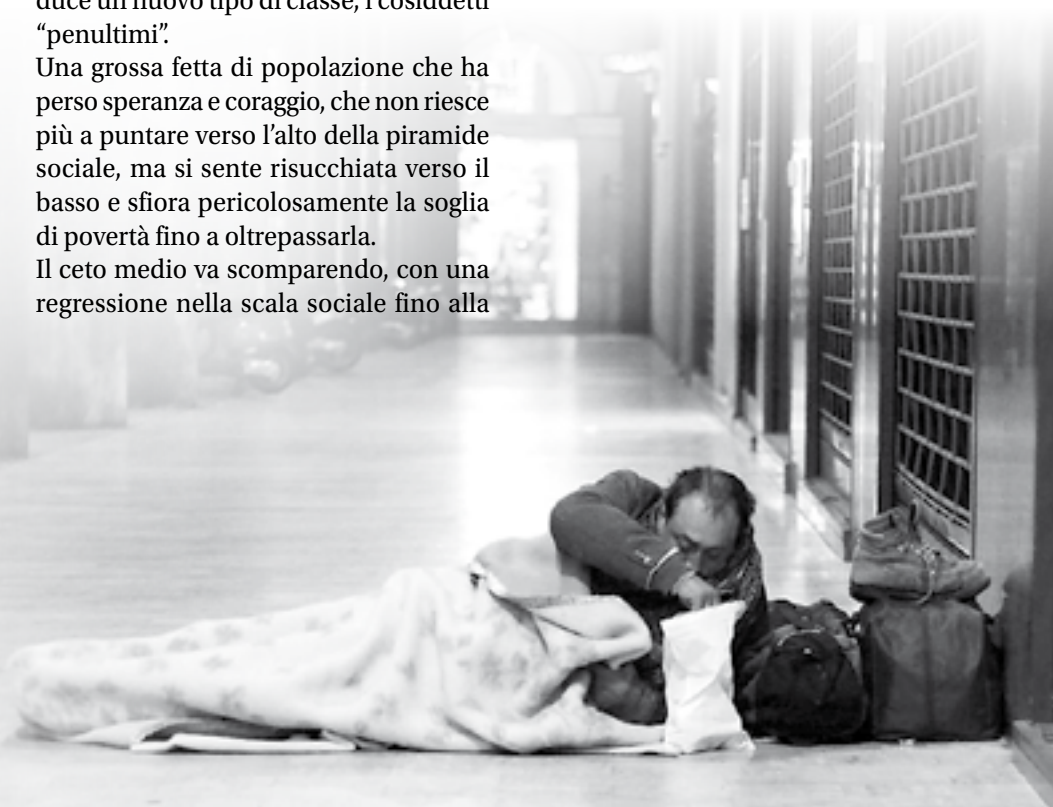 duce un nuovo tipo di classe, i cosiddetti
“penultimi”.
Una grossa fetta di popolazione che ha
perso speranza e coraggio, che non riesce
più a puntare verso l’alto della piramide
sociale, ma si sente risucchiata verso il
basso e sfiora pericolosamente la soglia
di povertà fino a oltrepassarla.
Il ceto medio va scomparendo, con una
regressione nella scala sociale fino alla